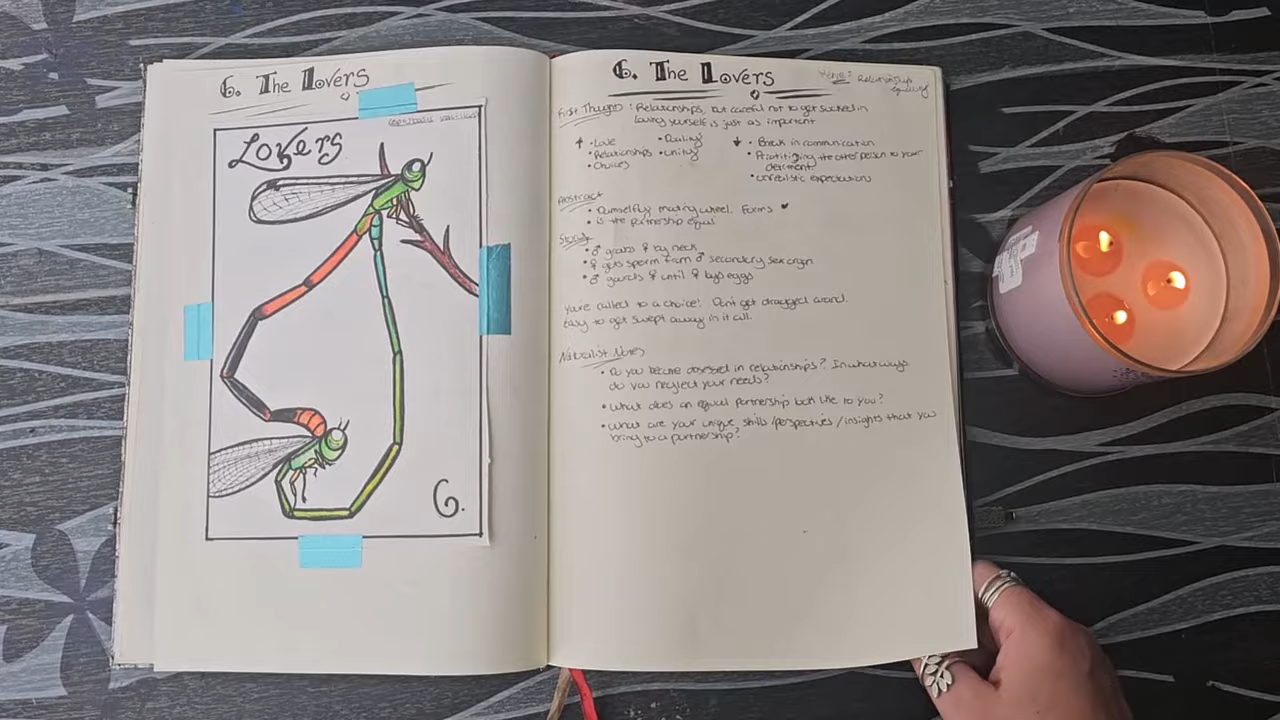 6. The Lovers
Lovers
6.
6. The Lovers
Relationship
equality
First Thoughts: Relationships, but careful not to get sucked in
Loving yourself is just as important
↑ • Love
• Relationships
• Choices
• Duality
• Unity
↓ • Break in communication
• Prioritizing the other person to your
detriment
• unrealistic expectations
Abstract
• Damselfly mating wheel. Forms ♥
• is the partnership equal
Story
• ♂ grabs ♀ by neck
• ♀ gets sperm from ♂ secondary sex organ
• ♂ guards ♀ until ♀ lays eggs
You're called to a choice! Don't get dragged around.
Easy to get swept away in it all.
Naturalist Notes
• Do you become obsessed in relationships? In what ways
do you neglect your needs?
• What does an equal partnership look like to you?
• What are your unique skills/perspectives/insights that you
bring to a partnership?